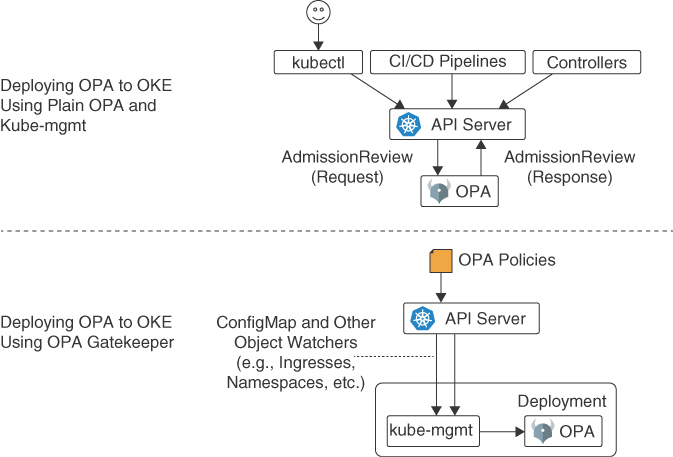 kubectl
CI/CD Pipelines
Controllers
Deploying OPA to OKE
Using Plain OPA and
Kube-mgmt
API Server
AdmissionReview
(Request)
AdmissionReview
(Response)
OPA
OPA Policies
Deploying OPA to OKE
Using OPA Gatekeeper
API Server
ConfigMap and Other
Object Watchers
(e.g., Ingresses,
Namespaces, etc.)
Deployment
kube-mgmt
OPA